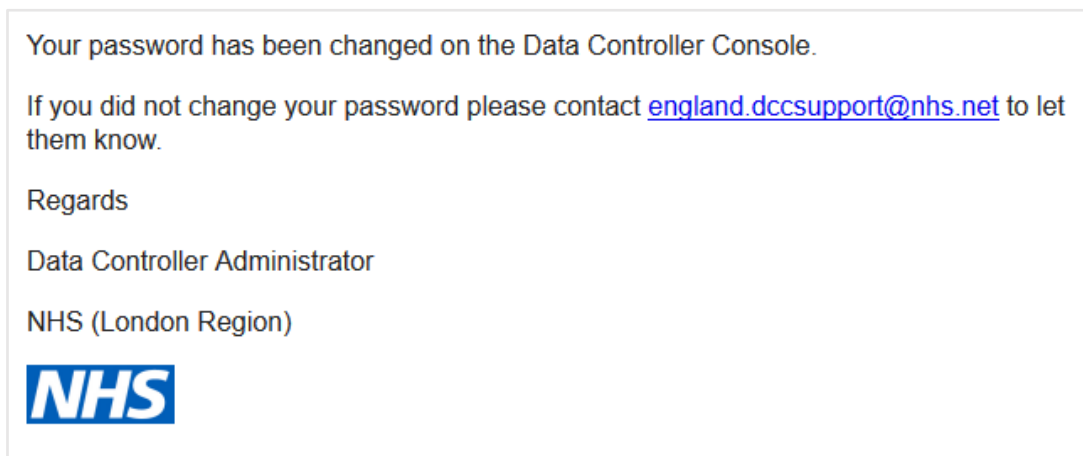 Your password has been changed on the Data Controller Console.
If you did not change your password please contact england.dccsupport@nhs.net to let
them know.
Regards
Data Controller Administrator
NHS (London Region)
NHS